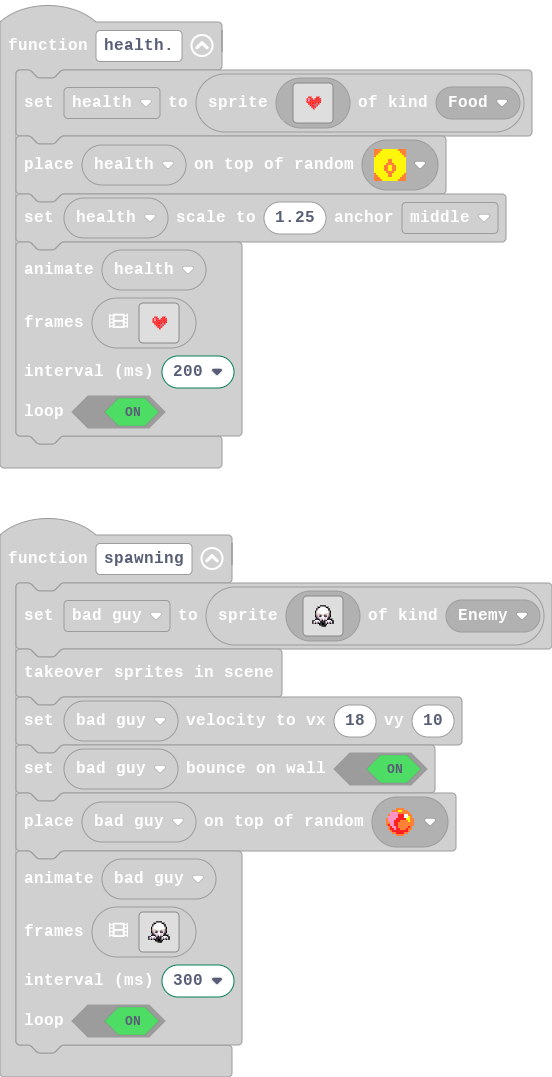 function health.
set health to sprite of kind Food
place health on top of random
set health scale to 1.25 anchor middle
animate health
frames
interval (ms) 200
loop ON
function spawning
set bad guy to sprite of kind Enemy
takeover sprites in scene
set bad guy velocity to vx 18 vy 10
set bad guy bounce on wall ON
place bad guy on top of random
animate bad guy
frames
interval (ms) 300
loop ON